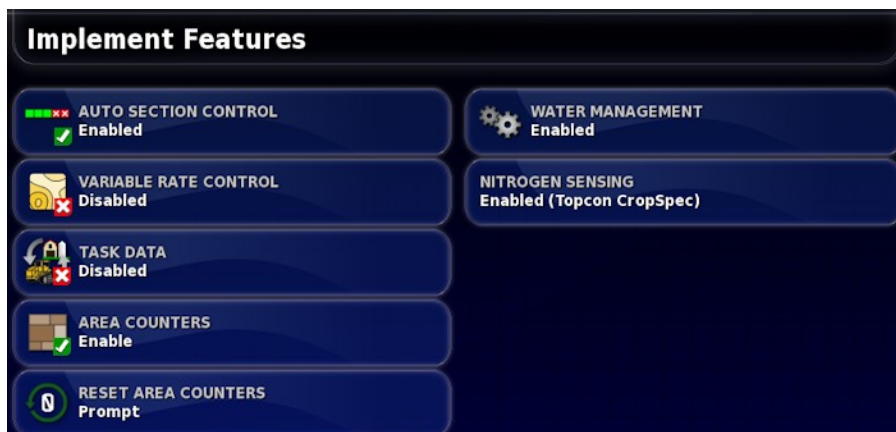 Implement Features
AUTO SECTION CONTROL
Enabled
VARIABLE RATE CONTROL
Disabled
TASK DATA
Disabled
AREA COUNTERS
Enable
0
RESET AREA COUNTERS
Prompt
WATER MANAGEMENT
Enabled
NITROGEN SENSING
Enabled (Topcon CropSpec)